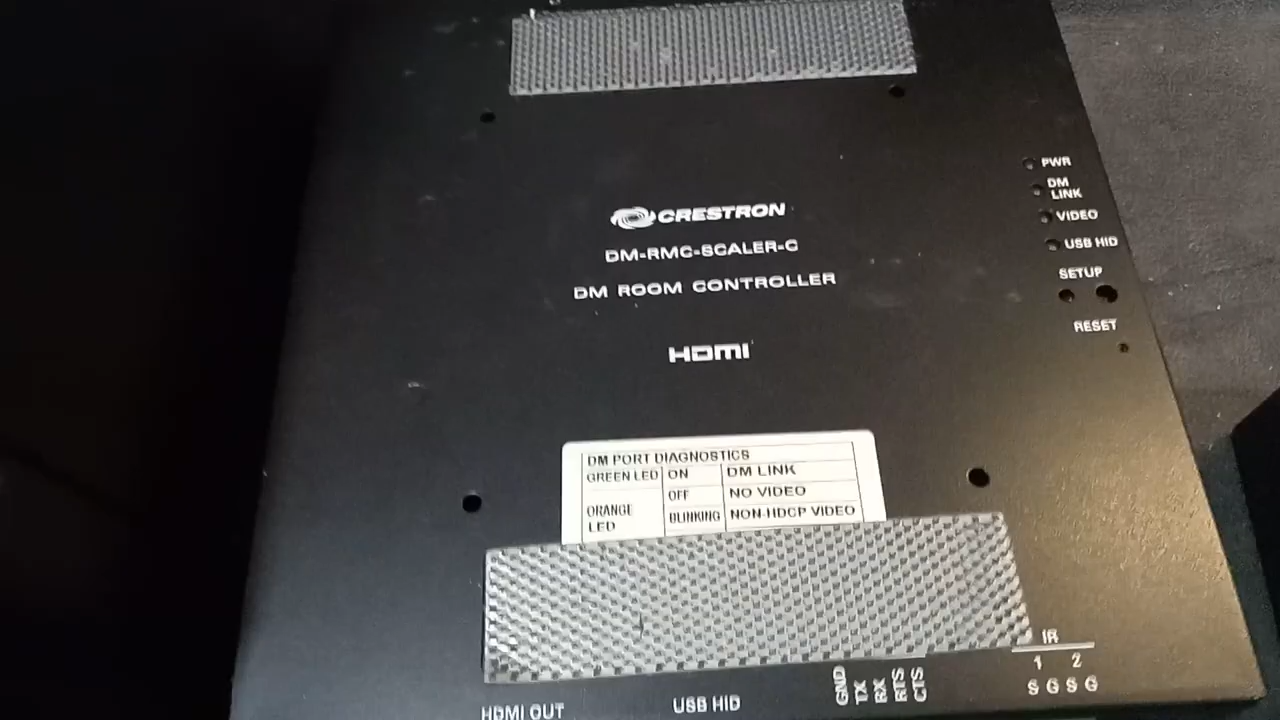 CRESTRON
DM-RMC-SCALER-C
DM ROOM CONTROLLER
HDMI
PWR
DM
LINK
VIDEO
USB HID
SETUP
RESET
DM PORT DIAGNOSTICS
GREEN LED ON DM LINK
OFF NO VIDEO
ORANGE
LED
BLINKING NON-HDCP VIDEO
IR
1 2
S G S G
HDMI OUT
USB HID
GND
TX
RX
RTS
CTS